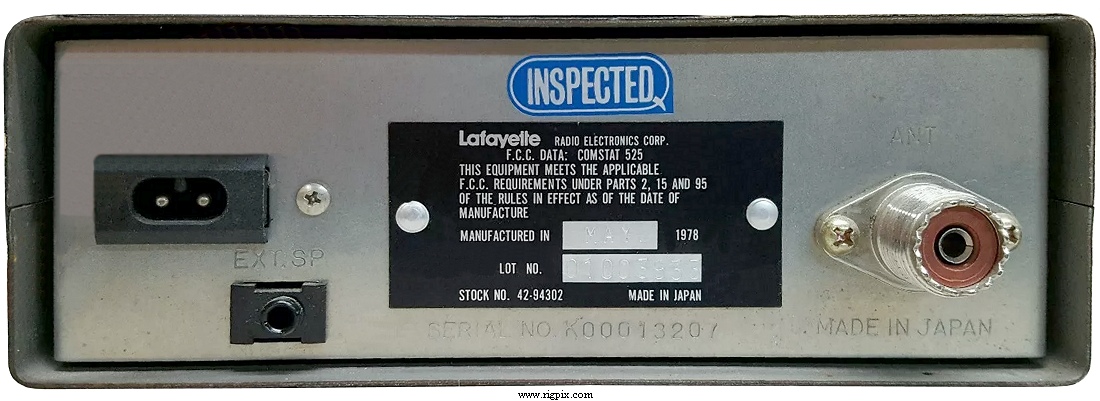 INSPECTED
Lafayette RADIO ELECTRONICS CORP.
F.C.C. DATA: COMSTAT 525
THIS EQUIPMENT MEETS THE APPLICABLE
F.C.C. REQUIREMENTS UNDER PARTS 2, 15 AND 95
OF THE RULES IN EFFECT AS OF THE DATE OF
MANUFACTURE
MANUFACTURED IN MAY. 1978
LOT NO.
STOCK NO. 42-94302 MADE IN JAPAN
ANT
EXT. SP
SERIAL NO. K00013207
MADE IN JAPAN
www.rigpix.com